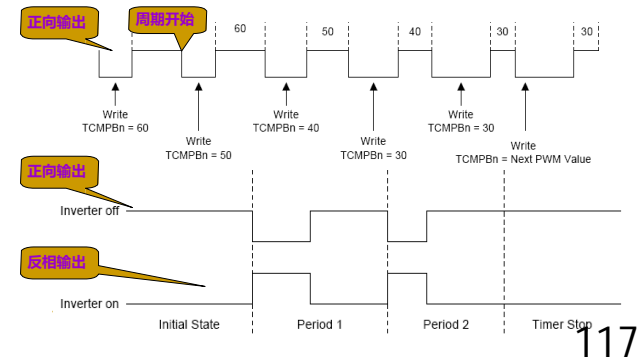 正向输出
周期开始
60
50
40
30
30
Write
TCMPBn = 60
Write
TCMPBn = 50
Write
TCMPBn = 40
Write
TCMPBn = 30
Write
TCMPBn = 30
Write
TCMPBn = Next PWM Value
正向输出
Inverter off
反相输出
Inverter on
Initial State
Period 1
Period 2
Timer Stop
117